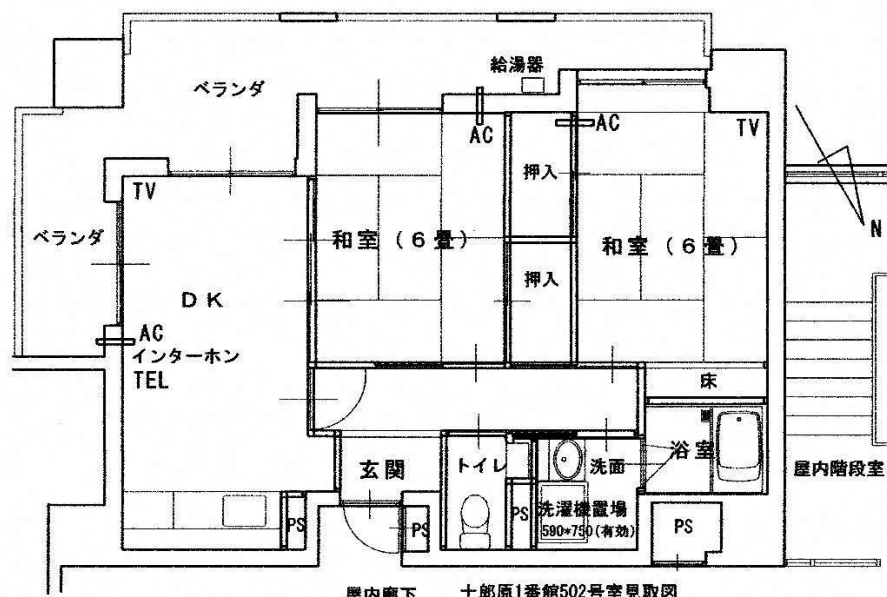 給湯器
ベランダ
AC
AC
TV
TV
押入
N
ベランダ
和室（6畳）
和室（6畳）
押入
DK
AC
インターホン
TEL
床
玄関
トイレ
洗面
浴室
屋内階段室
PS
PS
PS
洗濯機置場
590*750(有効)
PS
屋内廊下
十郎原1番館502号室見取図